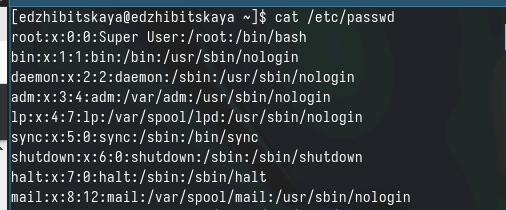 [edzhibitskaya@edzhibitskaya ~]$ cat /etc/passwd
root:x:0:0:Super User:/root:/bin/bash
bin:x:1:1:bin:/bin:/usr/sbin/nologin
daemon:x:2:2:daemon:/sbin:/usr/sbin/nologin
adm:x:3:4:adm:/var/adm:/usr/sbin/nologin
lp:x:4:7:lp:/var/spool/lpd:/usr/sbin/nologin
sync:x:5:0:sync:/sbin:/bin/sync
shutdown:x:6:0:shutdown:/sbin:/sbin/shutdown
halt:x:7:0:halt:/sbin:/sbin/halt
mail:x:8:12:mail:/var/spool/mail:/usr/sbin/nologin